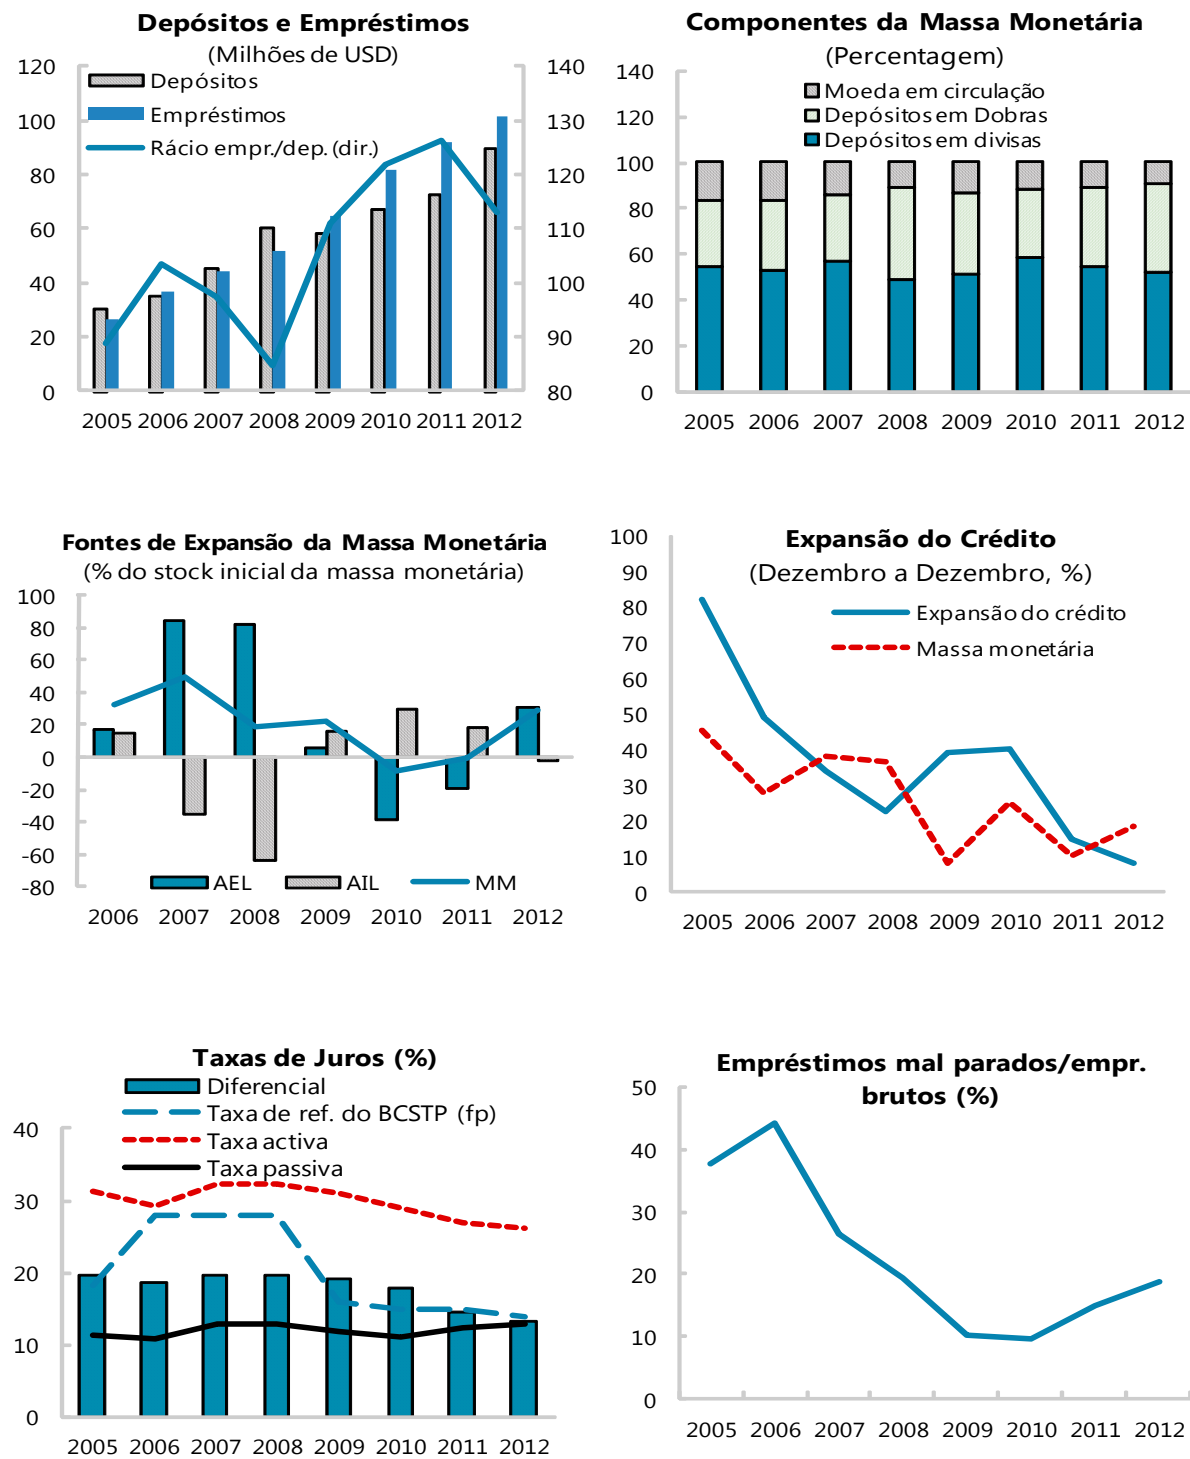 Depósitos e Empréstimos
(Milhões de USD)
120
100
80
60
40
20
0
140
130
120
110
100
90
80
Depósitos
Empréstimos
Rácio empr./dep. (dir.)
2005 2006 2007 2008 2009 2010 2011 2012
Componentes da Massa Monetária
(Percentagem)
140
120
100
80
60
40
20
0
Moeda em circulação
Depósitos em Dobras
Depósitos em divisas
2005 2006 2007 2008 2009 2010 2011 2012
Fontes de Expansão da Massa Monetária
(% do stock inicial da massa monetária)
100
80
60
40
20
0
-20
-40
-60
-80
AEL AIL MM
2006 2007 2008 2009 2010 2011 2012
Expansão do Crédito
(Dezembro a Dezembro, %)
100
90
80
70
60
50
40
30
20
10
0
Expansão do crédito
Massa monetária
2005 2006 2007 2008 2009 2010 2011 2012
Taxas de Juros (%)
Diferencial
Taxa de ref. do BCSTP (fp)
Taxa activa
Taxa passiva
40
30
20
10
0
2005 2006 2007 2008 2009 2010 2011 2012
Empréstimos mal parados/empr.
brutos (%)
50
40
30
20
10
0
2005 2006 2007 2008 2009 2010 2011 2012